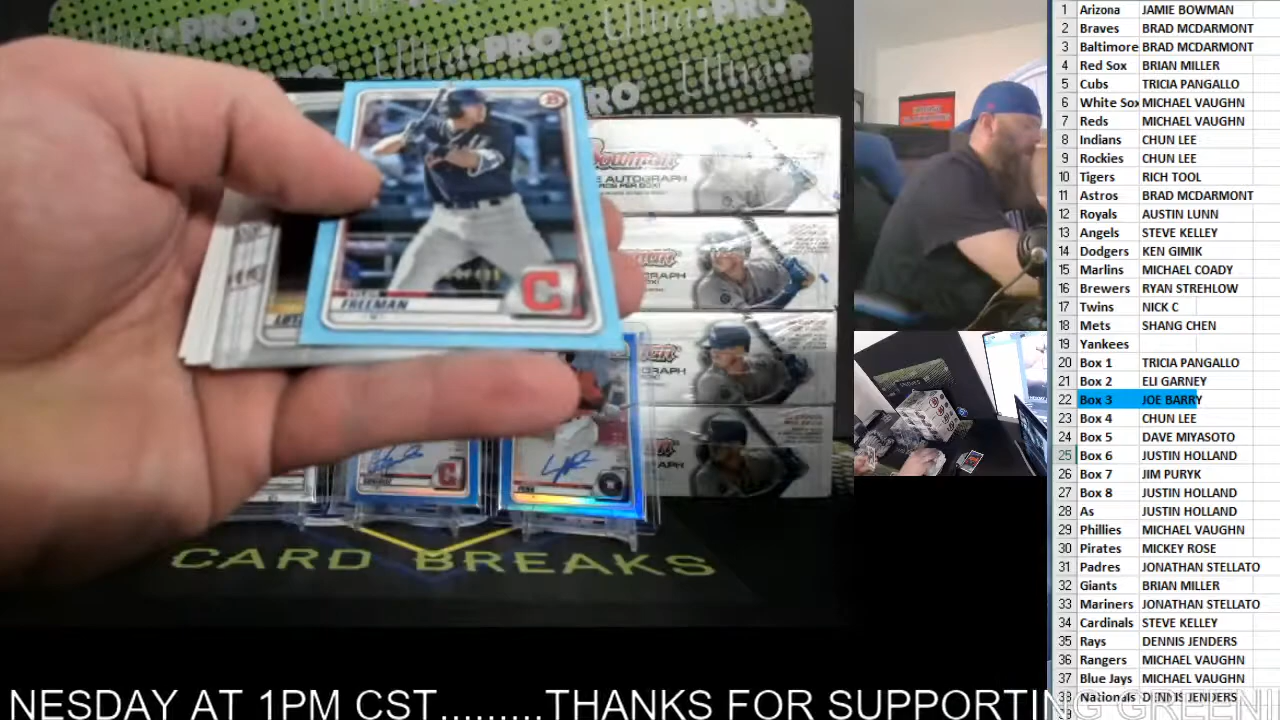 Ultra•PRO
FREEMAN
C
Bowman
AUTOGRAPH
CARD BREAKS
1 Arizona JAMIE BOWMAN
2 Braves BRAD MCDARMONT
3 Baltimore BRAD MCDARMONT
4 Red Sox BRIAN MILLER
5 Cubs TRICIA PANGALLO
6 White Sox MICHAEL VAUGHN
7 Reds MICHAEL VAUGHN
8 Indians CHUN LEE
9 Rockies CHUN LEE
10 Tigers RICH TOOL
11 Astros BRAD MCDARMONT
12 Royals AUSTIN LUNN
13 Angels STEVE KELLEY
14 Dodgers KEN GIMIK
15 Marlins MICHAEL COADY
16 Brewers RYAN STREHLOW
17 Twins NICK C
18 Mets SHANG CHEN
19 Yankees
20 Box 1 TRICIA PANGALLO
21 Box 2 ELI GARNEY
22 Box 3 JOE BARRY
23 Box 4 CHUN LEE
24 Box 5 DAVE MIYASOTO
25 Box 6 JUSTIN HOLLAND
26 Box 7 JIM PURYK
27 Box 8 JUSTIN HOLLAND
28 As JUSTIN HOLLAND
29 Phillies MICHAEL VAUGHN
30 Pirates MICKEY ROSE
31 Padres JONATHAN STELLATO
32 Giants BRIAN MILLER
33 Mariners JONATHAN STELLATO
34 Cardinals STEVE KELLEY
35 Rays DENNIS JENDERS
36 Rangers MICHAEL VAUGHN
37 Blue Jays MICHAEL VAUGHN
38 Nationals DENNIS JENDERS
NESDAY AT 1PM CST.........THANKS FOR SUPPORTING GREENI